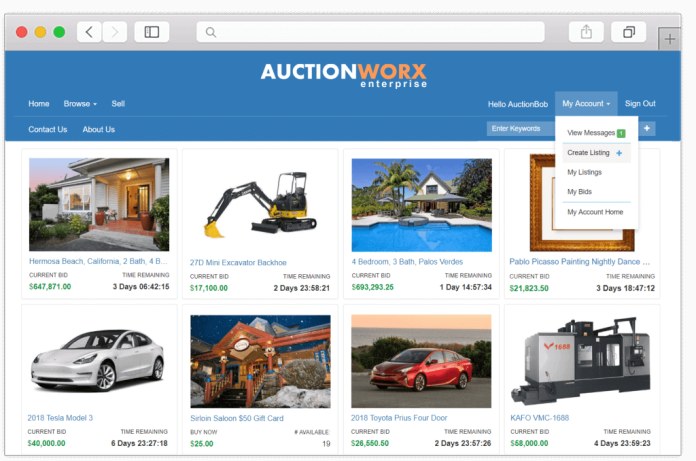 AUCTIONWORX
enterprise
Home Browse Sell
Hello AuctionBob My Account Sign Out
Contact Us About Us
Enter Keywords
View Messages 1
Create Listing +
My Listings
My Bids
My Account Home
Hermosa Beach, California, 2 Bath, 4 B...
CURRENT BID TIME REMAINING
$647,871.00 3 Days 06:42:15
27D Mini Excavator Backhoe
CURRENT BID TIME REMAINING
$17,100.00 2 Days 23:58:21
4 Bedroom, 3 Bath, Palos Verdes
CURRENT BID TIME REMAINING
$693,293.25 1 Day 14:57:34
Pablo Picasso Painting Nightly Dance ...
CURRENT BID TIME REMAINING
$21,823.50 3 Days 18:47:12
2018 Tesla Model 3
CURRENT BID TIME REMAINING
$40,000.00 6 Days 23:27:18
Sirloin Saloon $50 Gift Card
BUY NOW # AVAILABLE:
$25.00 19
2018 Toyota Prius Four Door
CURRENT BID TIME REMAINING
$26,550.50 2 Days 23:57:26
1688
KAFO VMC-1688
CURRENT BID TIME REMAINING
$58,000.00 4 Days 23:59:23